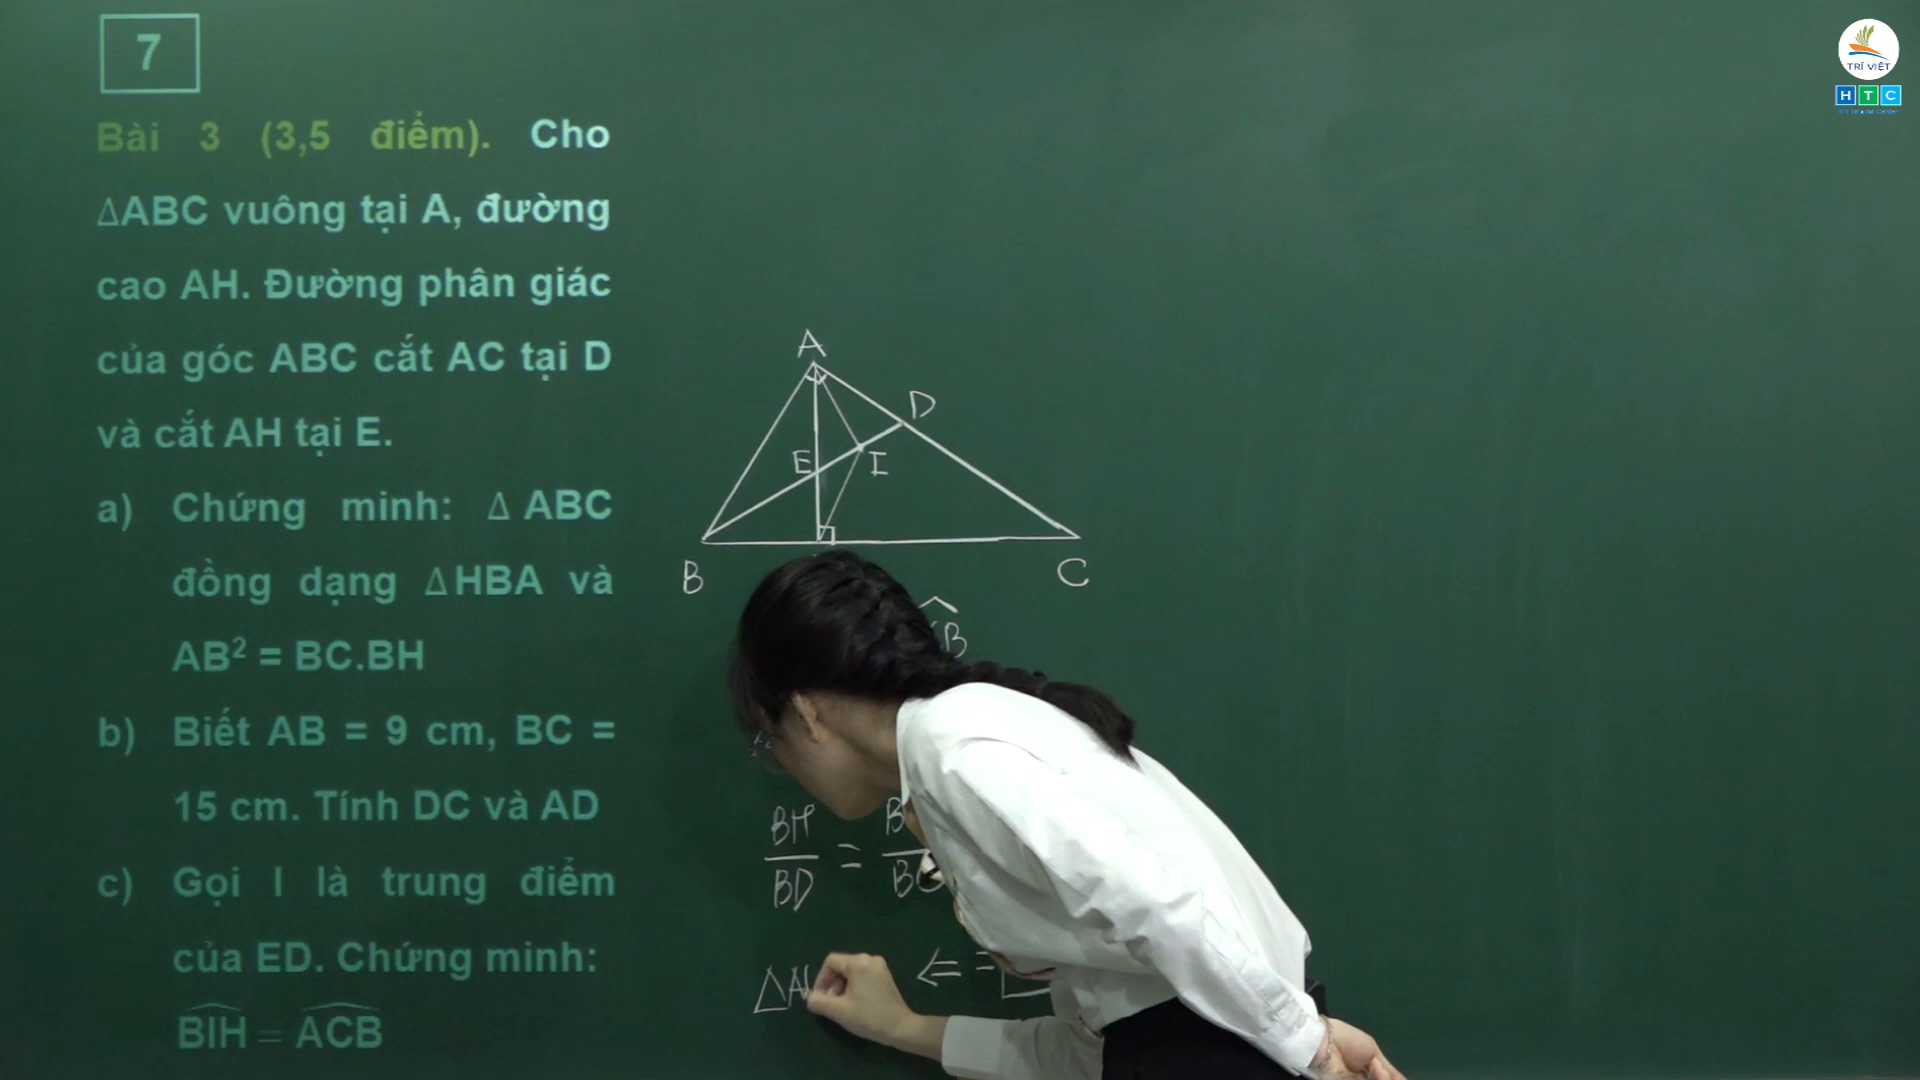 7
Bài 3 (3,5 điểm). Cho
ΔABC vuông tại A, đường
cao AH. Đường phân giác
của góc ABC cắt AC tại D
và cắt AH tại E.
a) Chứng minh: Δ ABC
đồng dạng ΔHBA và
AB² = BC.BH
b) Biết AB = 9 cm, BC =
15 cm. Tính DC và AD
c) Gọi I là trung điểm
của ED. Chứng minh:
BIH = ACB
A
D
E
I
B
C
B
BH
BD
=
B
B
ΔA
⇐
TRÍ VIỆT
HTC